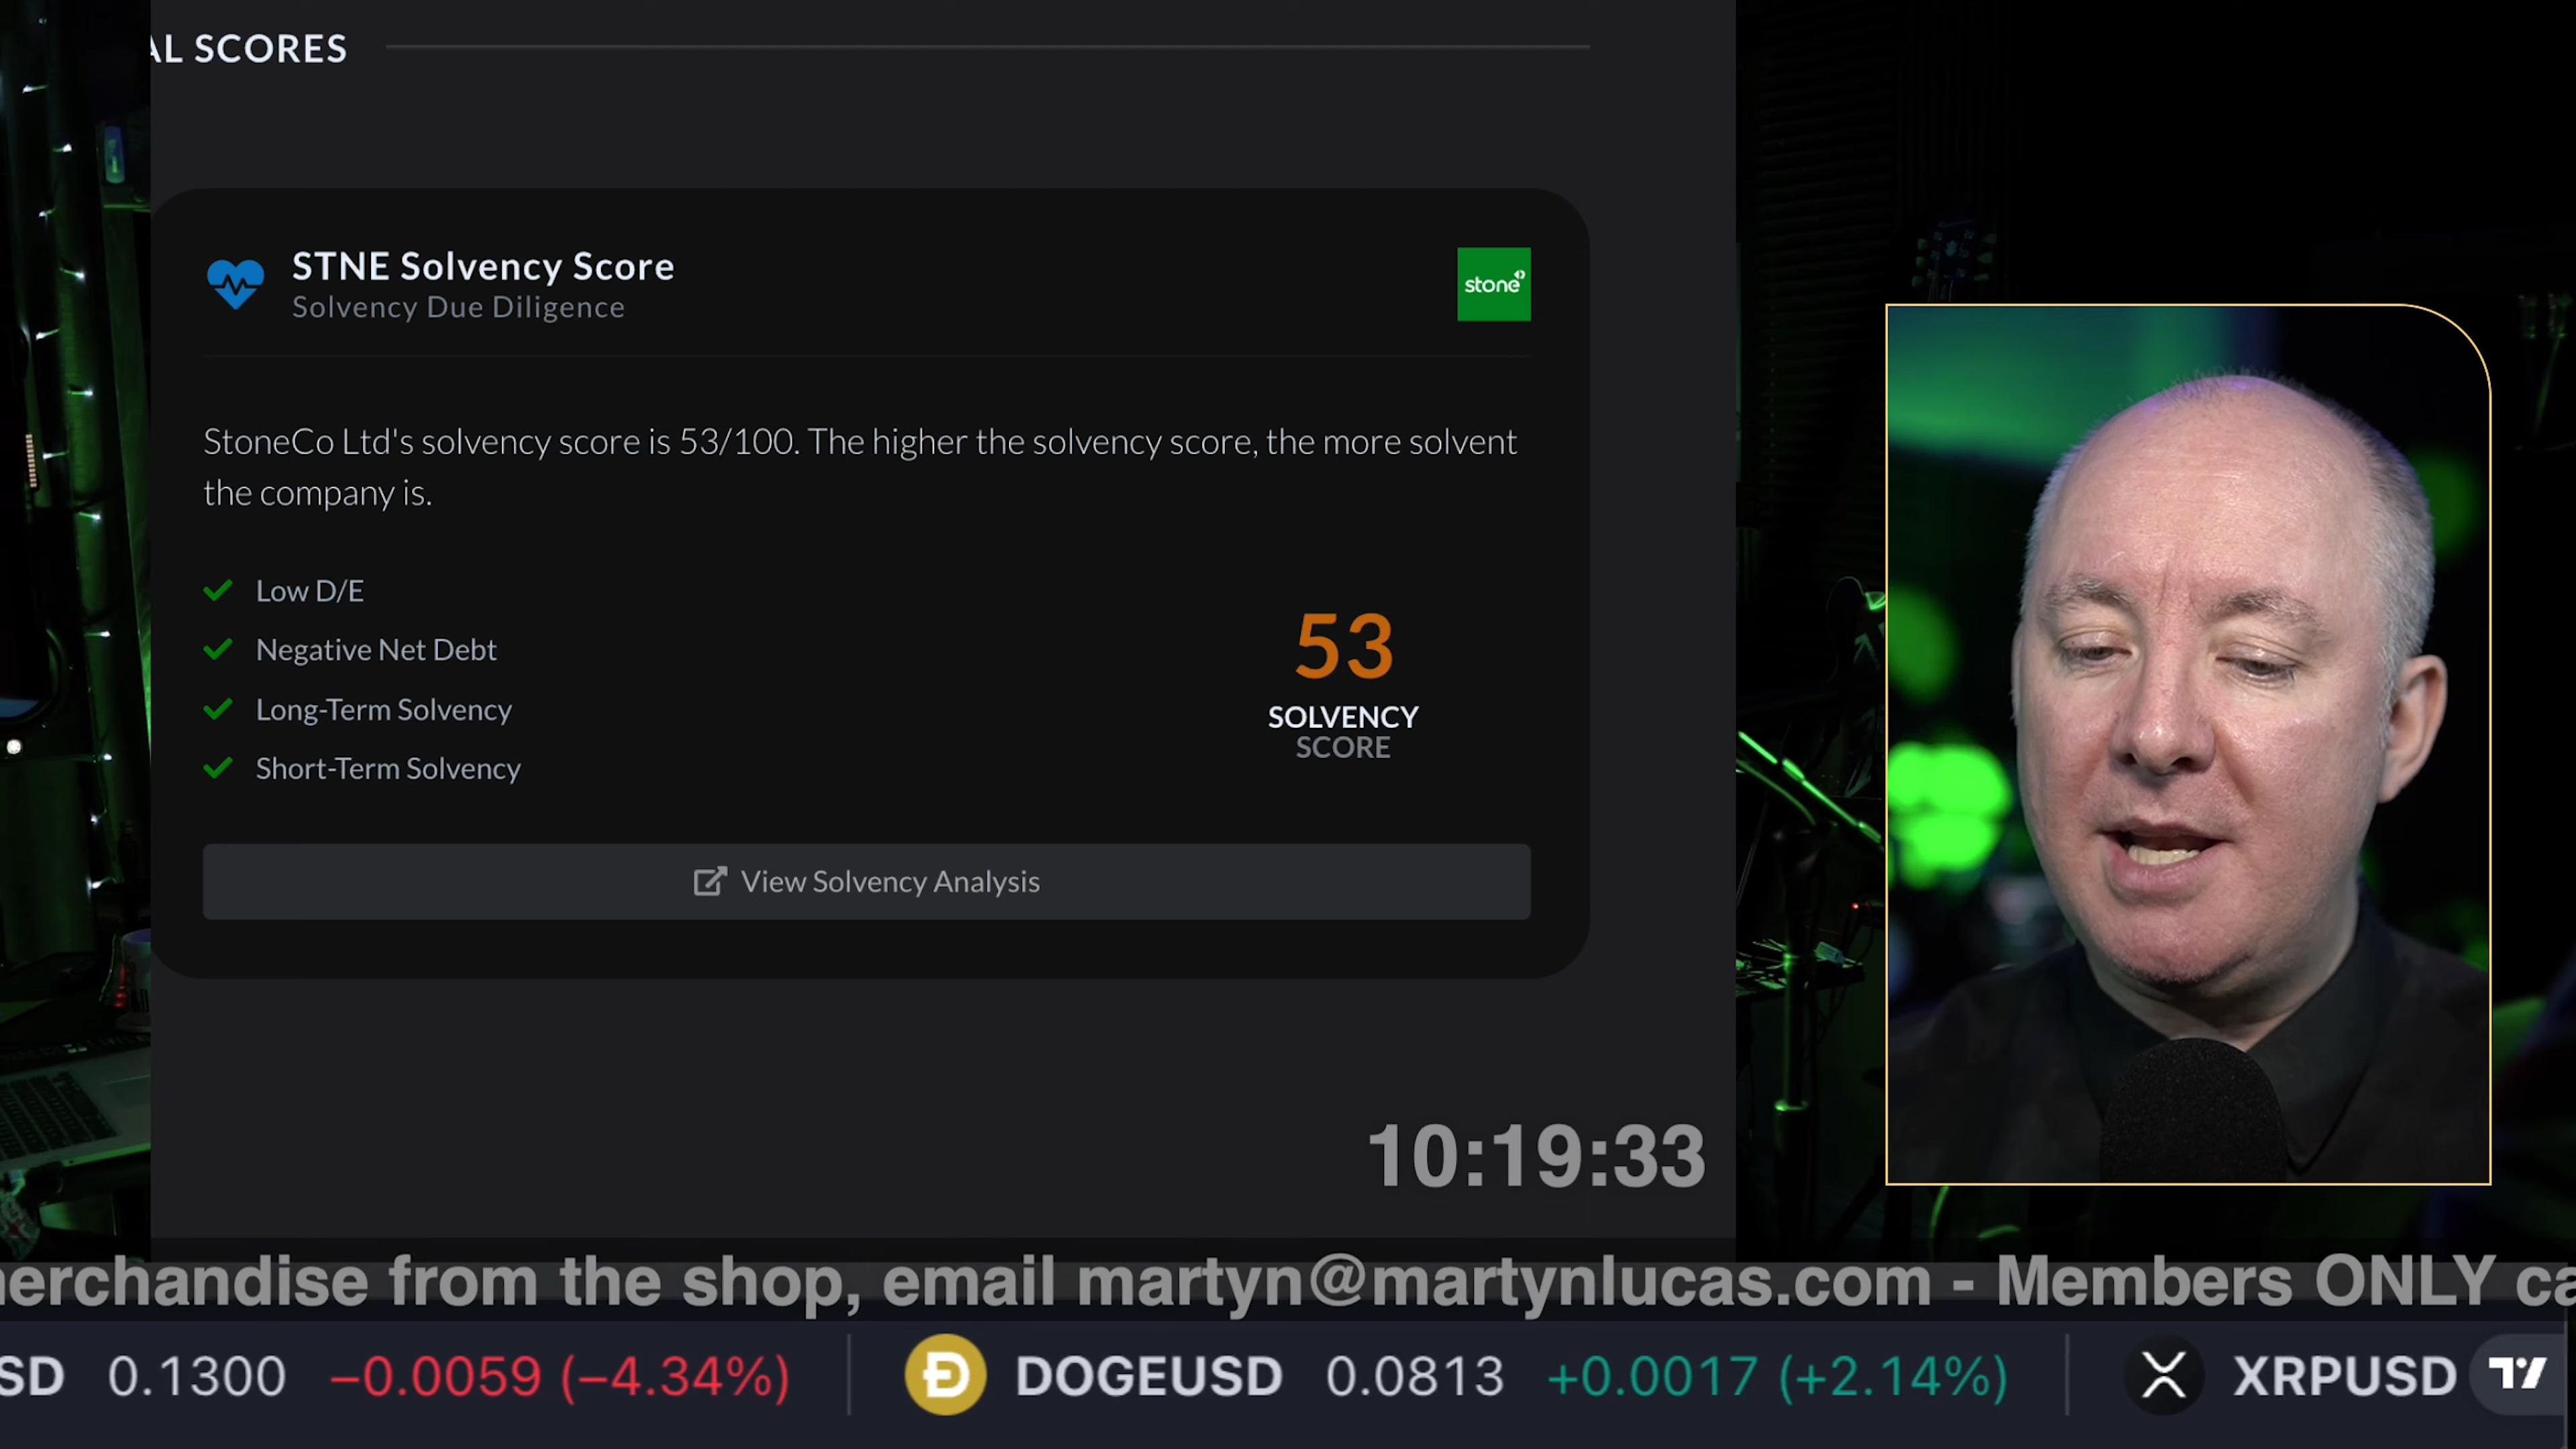 AL SCORES
STNE Solvency Score
Solvency Due Diligence
stone
StoneCo Ltd's solvency score is 53/100. The higher the solvency score, the more solvent
the company is.
Low D/E
Negative Net Debt
Long-Term Solvency
Short-Term Solvency
53
SOLVENCY
SCORE
View Solvency Analysis
10:19:33
merchandise from the shop, email martyn@martynlucas.com - Members ONLY ca
SD 0.1300 −0.0059 (−4.34%) DOGEUSD 0.0813 +0.0017 (+2.14%) XRPUSD